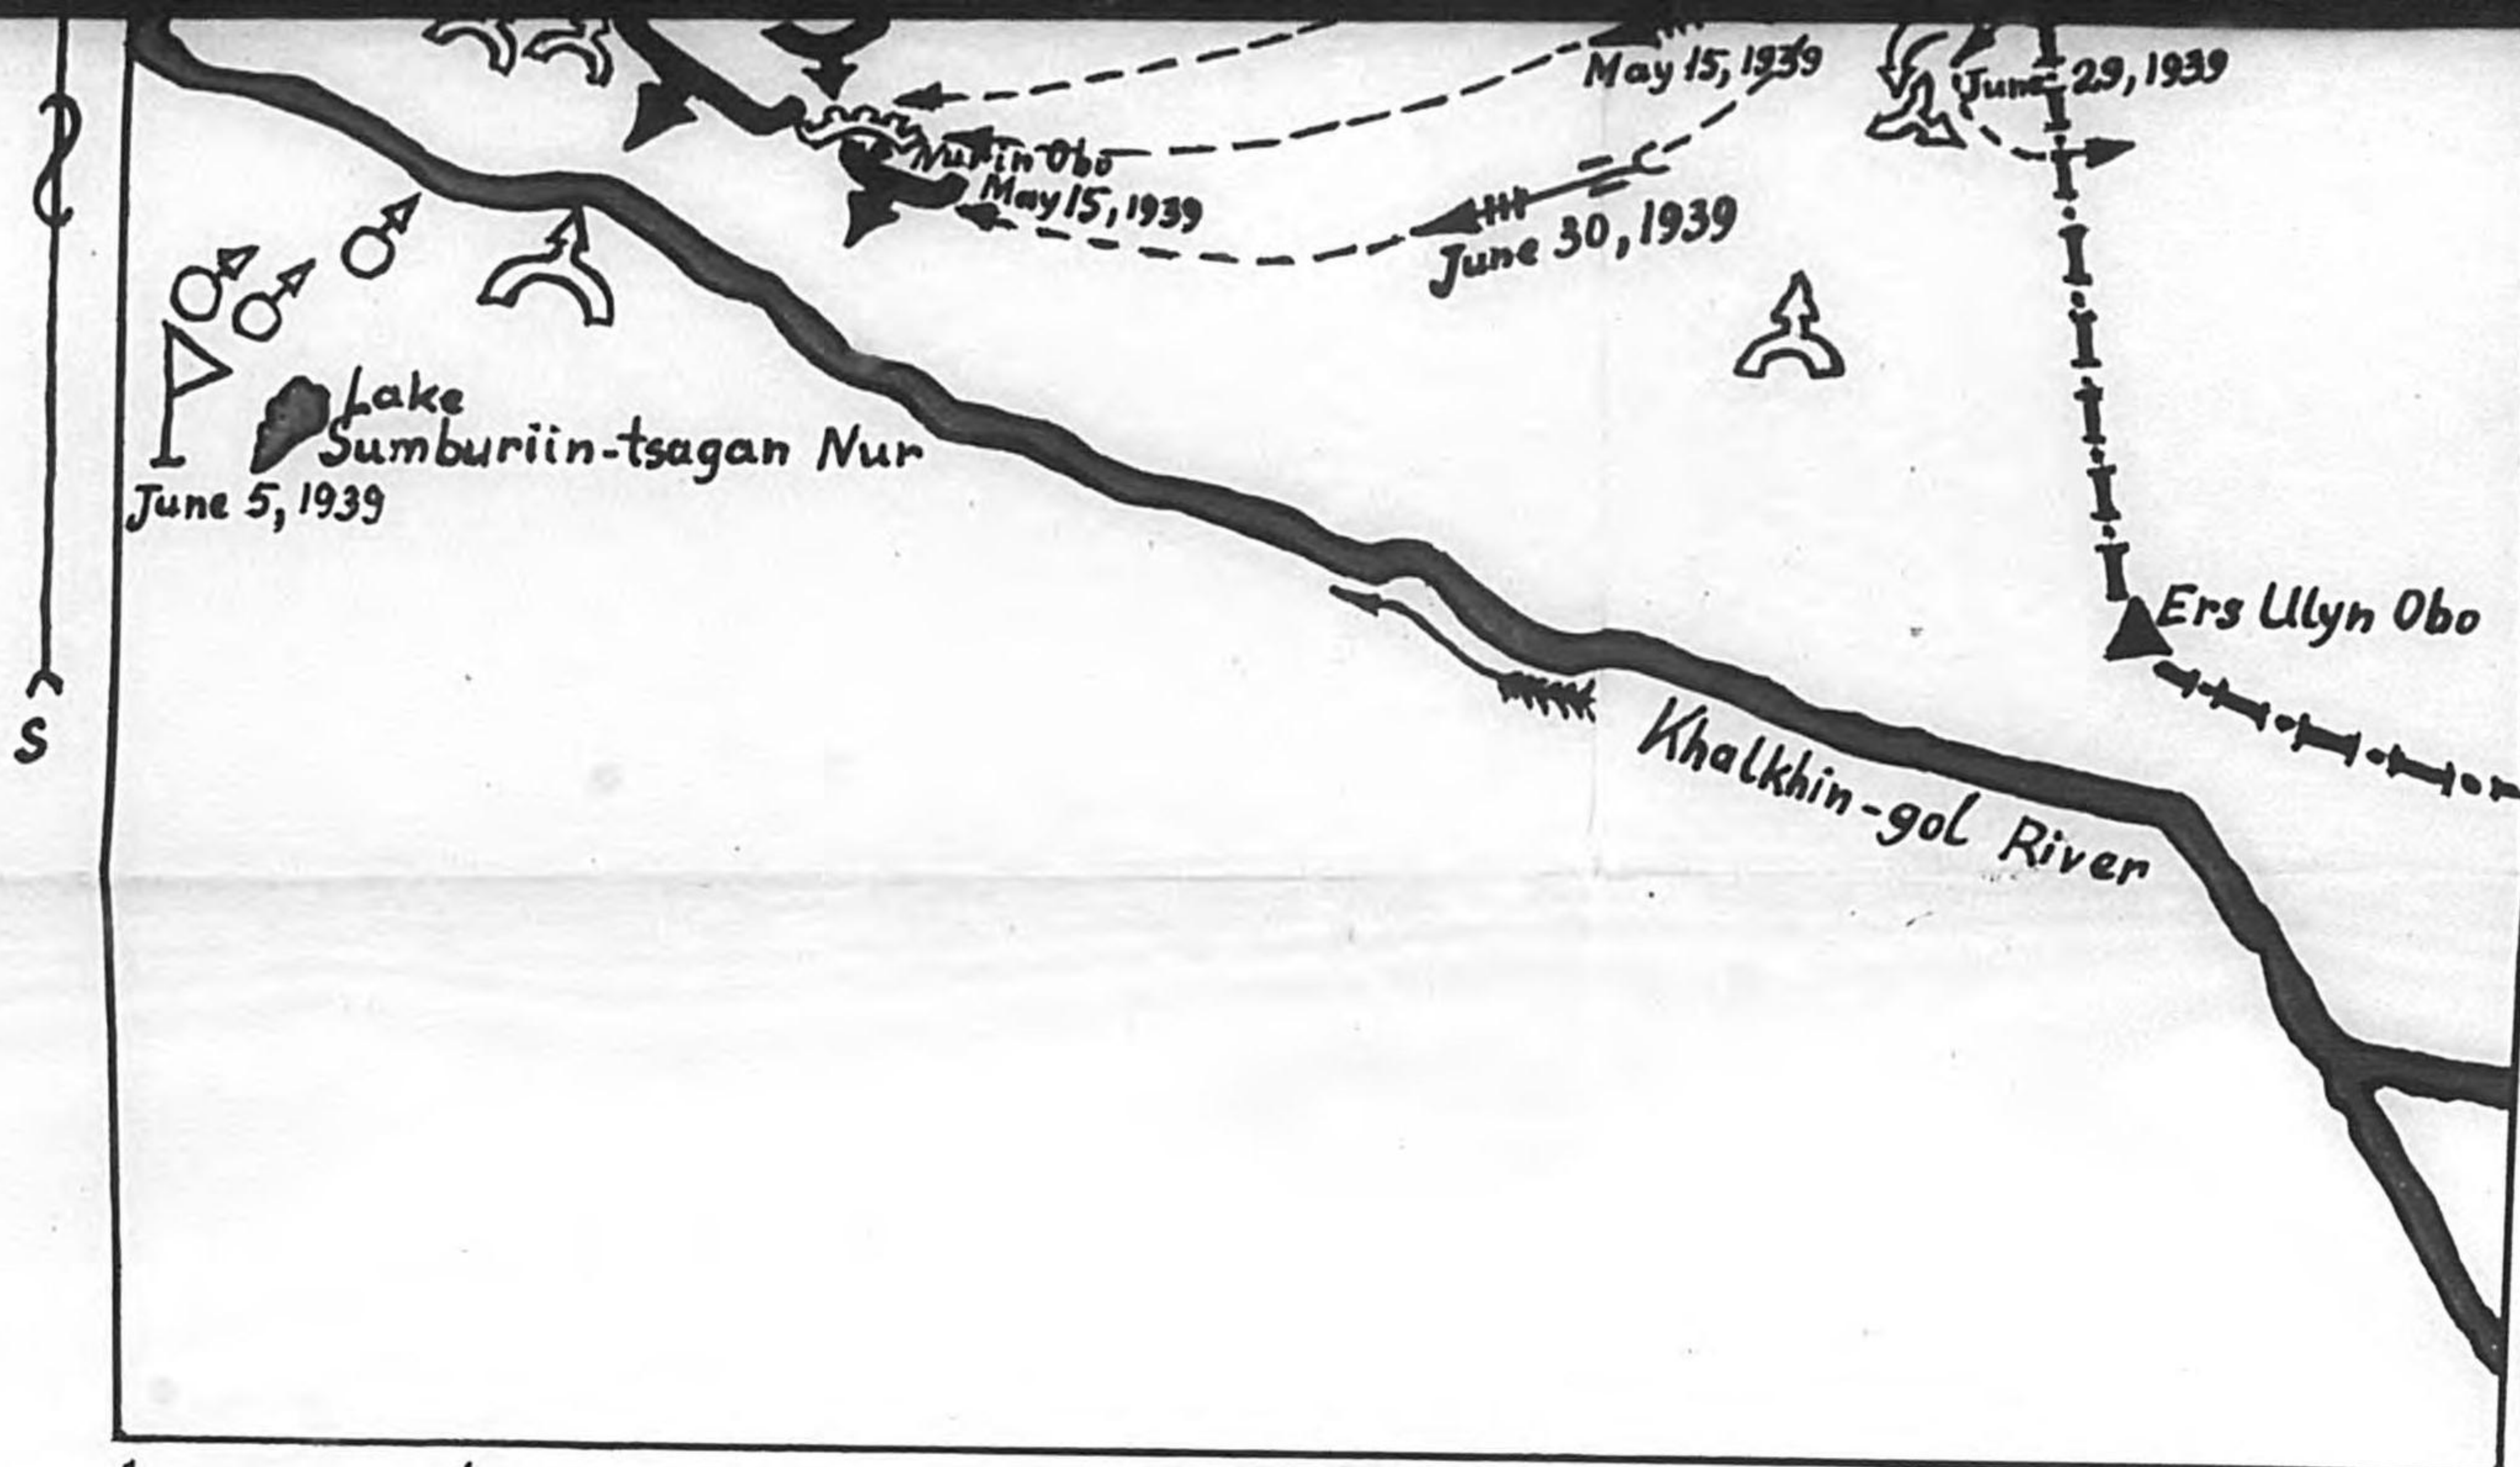 May 15, 1939
June 29, 1939
Nuriin Obo
May 15, 1939
June 30, 1939
Lake
Sumburiin-tsagan Nur
June 5, 1939
Ers Ulyn Obo
S
Khalkhin-gol River